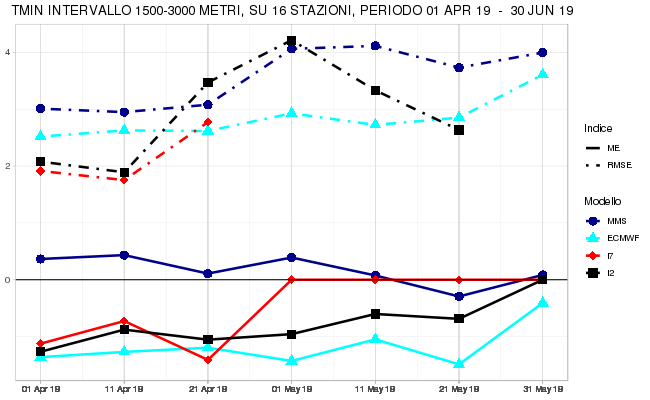 TMIN INTERVALLO 1500-3000 METRI, SU 16 STAZIONI, PERIODO 01 APR 19 - 30 JUN 19
4
2
0
01 Apr 19 11 Apr 19 21 Apr 19 01 May 19 11 May 19 21 May 19 31 May 19
Indice
ME
RMSE
Modello
MMS
ECMWF
I7
I2